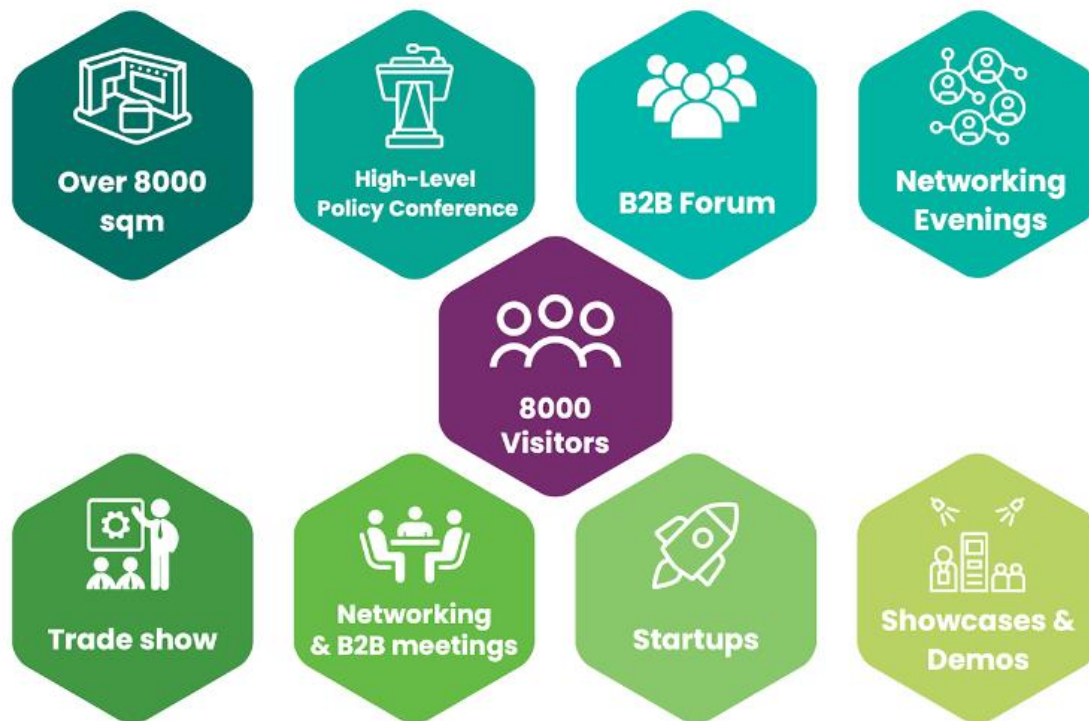 Over 8000
sqm
High-Level
Policy Conference
B2B Forum
Networking
Evenings
8000
Visitors
Trade show
Networking
& B2B meetings
Startups
Showcases &
Demos